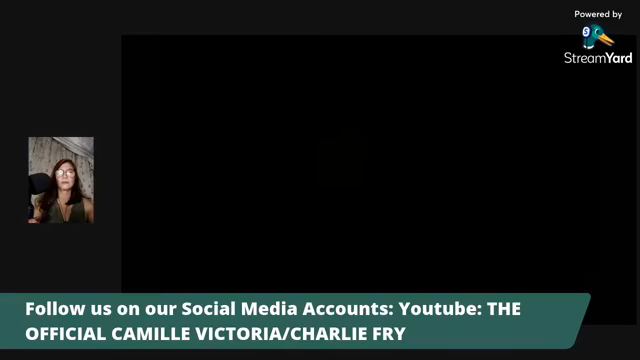 Powered by
StreamYard
Follow us on our Social Media Accounts: Youtube: THE
OFFICIAL CAMILLE VICTORIA/CHARLIE FRY